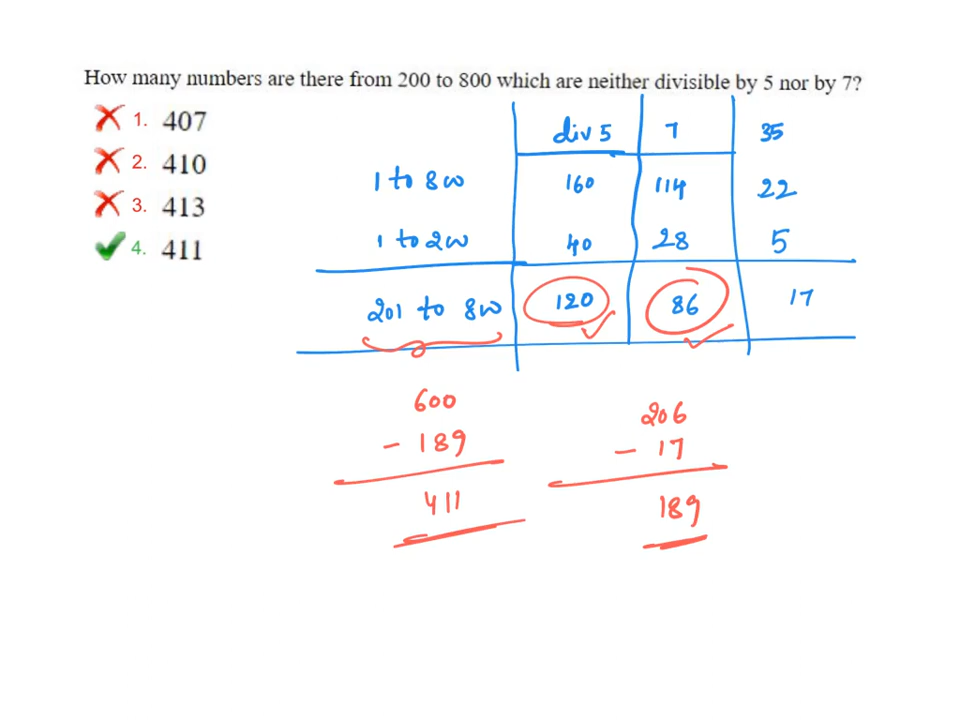 How many numbers are there from 200 to 800 which are neither divisible by 5 nor by 7?
1. 407
2. 410
3. 413
4. 411
div 5 7 35
1 to 800 160 114 22
1 to 200 40 28 5
201 to 800 120 86 17
600
- 189
411
206
- 17
189